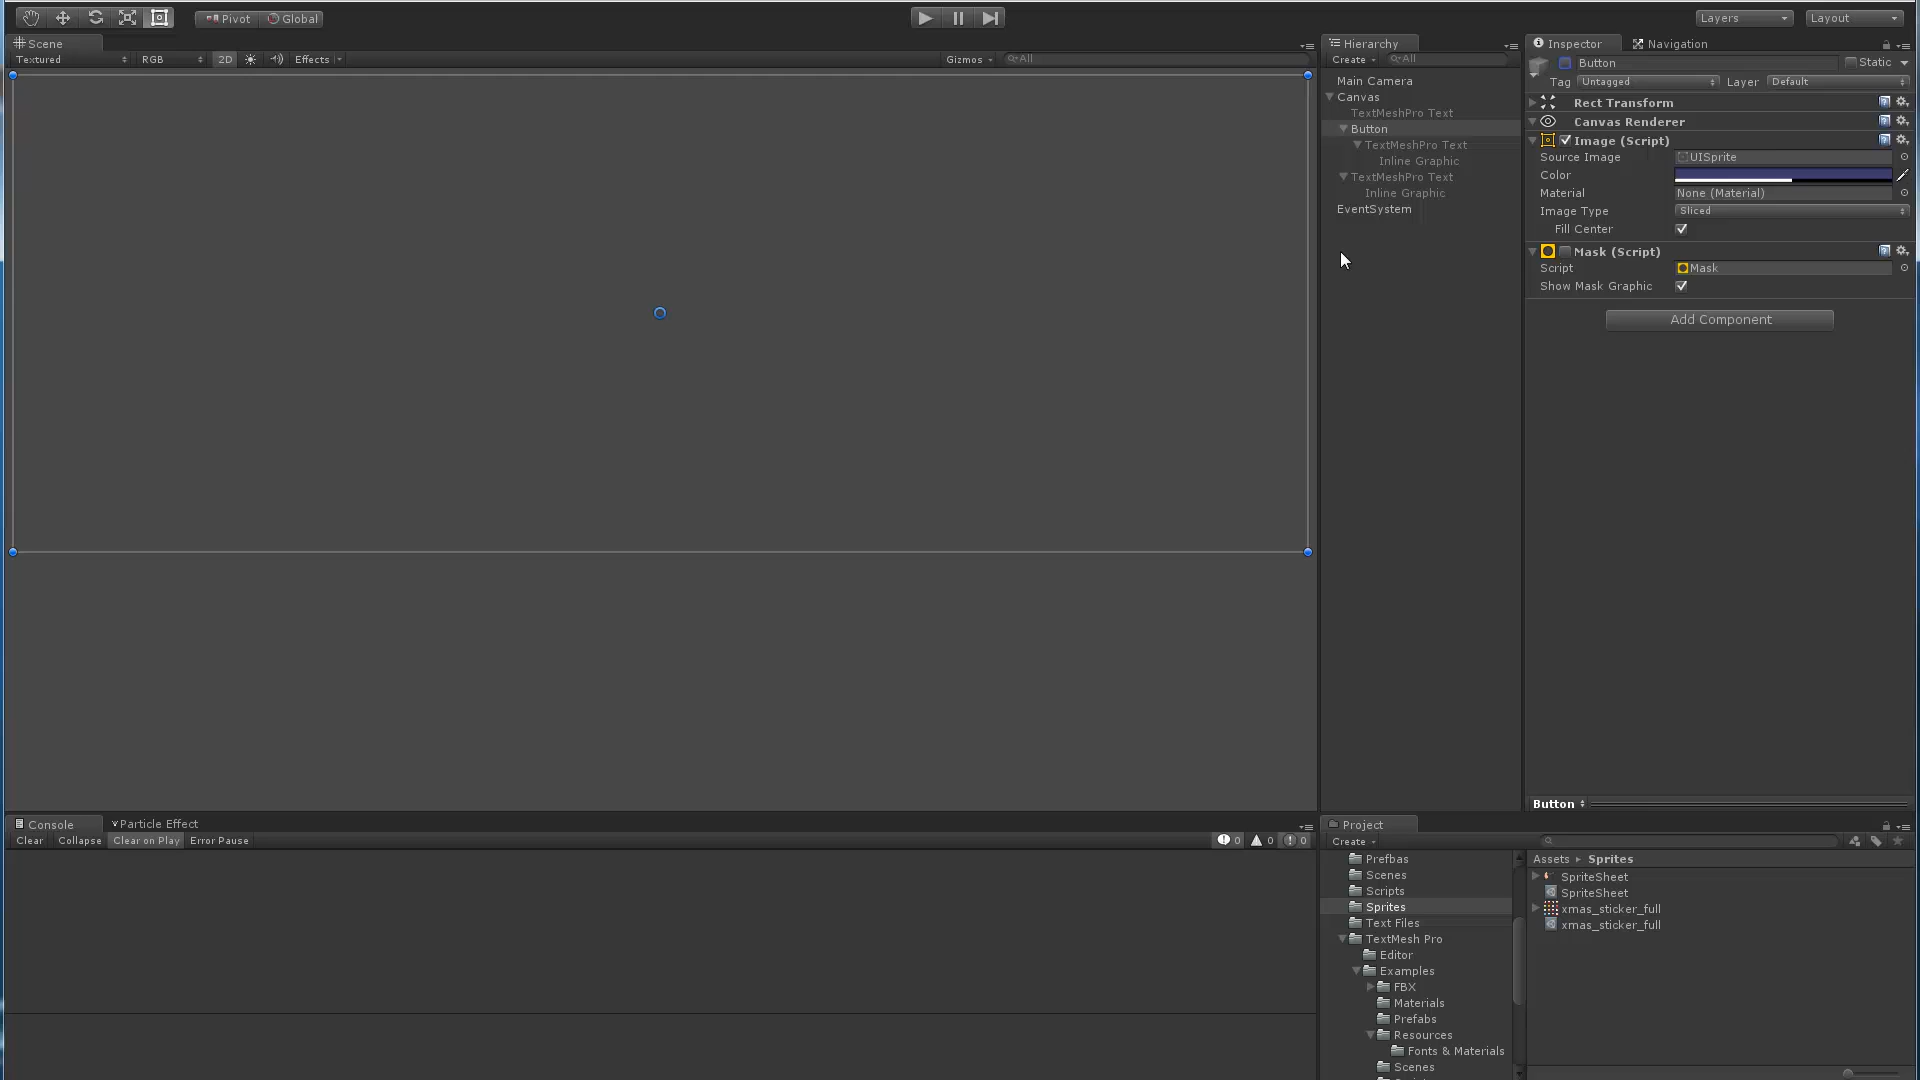 Pivot Global Layers Layout
Scene
Textured RGB 2D Effects Gizmos All
Hierarchy
Create All
Main Camera
Canvas
TextMeshPro Text
Button
TextMeshPro Text
Inline Graphic
TextMeshPro Text
Inline Graphic
EventSystem
Inspector Navigation
Button Static
Tag Untagged Layer Default
Rect Transform
Canvas Renderer
Image (Script)
Source Image UISprite
Color
Material None (Material)
Image Type Sliced
Fill Center
Mask (Script)
Script Mask
Show Mask Graphic
Add Component
Button
Console Particle Effect
Clear Collapse Clear on Play Error Pause 0 0 0
Project
Create
Prefbas
Scenes
Scripts
Sprites
Text Files
TextMesh Pro
Editor
Examples
FBX
Materials
Prefabs
Resources
Fonts & Materials
Scenes
Assets Sprites
SpriteSheet
SpriteSheet
xmas_sticker_full
xmas_sticker_full